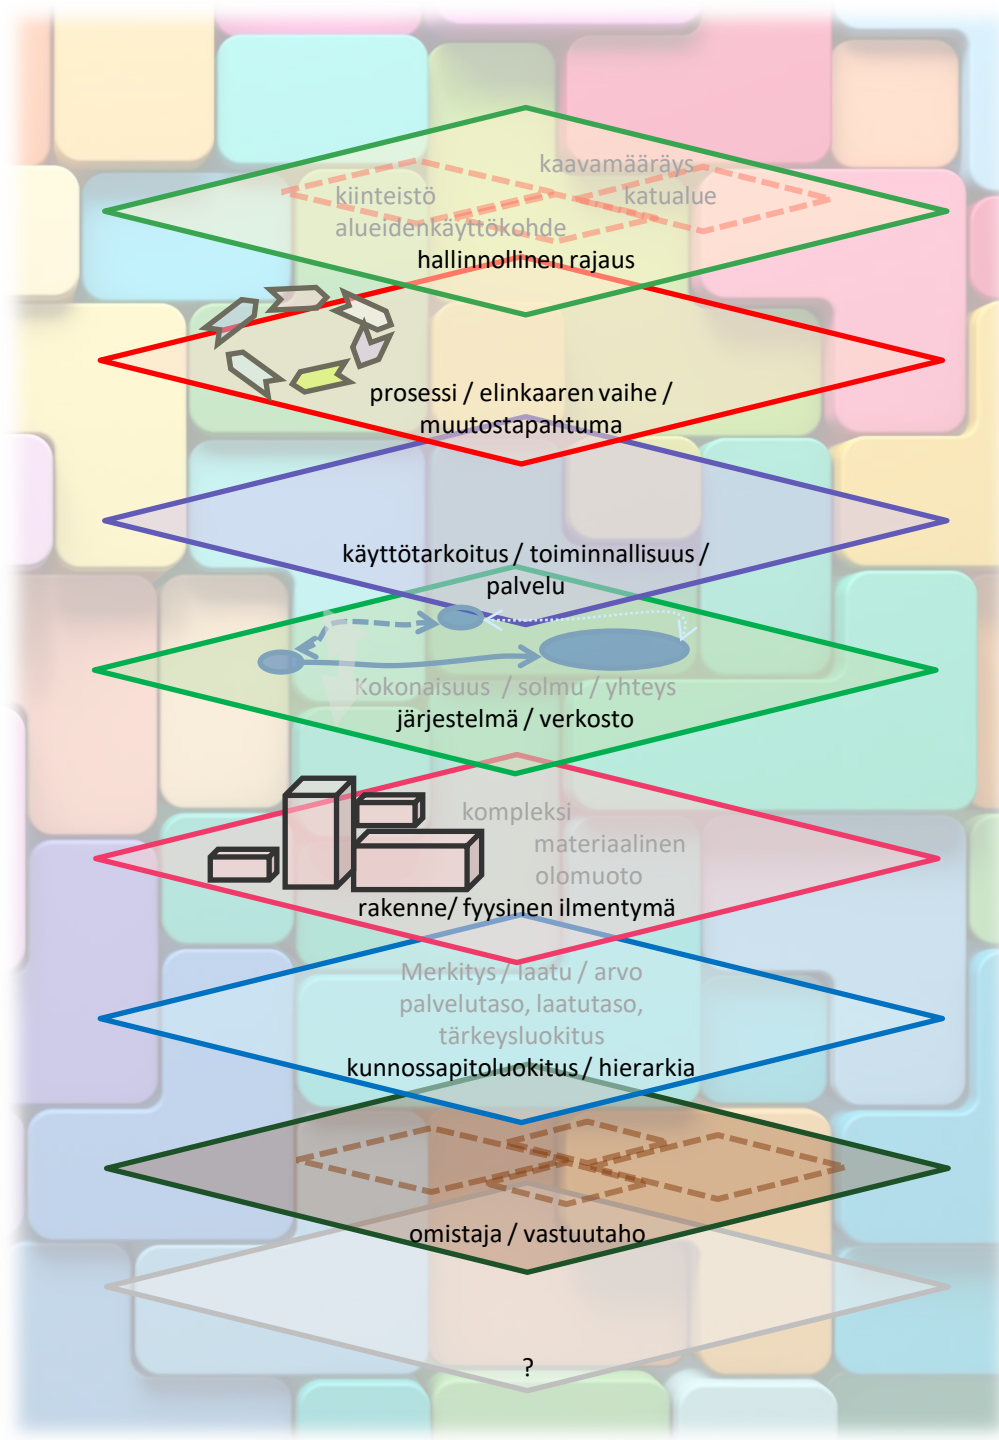 kaavamääräys
kiinteistö katualue
alueidenkäyttökohde
hallinnollinen rajaus
prosessi / elinkaaren vaihe /
muutostapahtuma
käyttötarkoitus / toiminnallisuus /
palvelu
Kokonaisuus / solmu / yhteys
järjestelmä / verkosto
kompleksi
materiaalinen
olomuoto
rakenne/ fyysinen ilmentymä
Merkitys / laatu / arvo
palvelutaso, laatutaso,
tärkeysluokitus
kunnossapitoluokitus / hierarkia
omistaja / vastuutaho
?